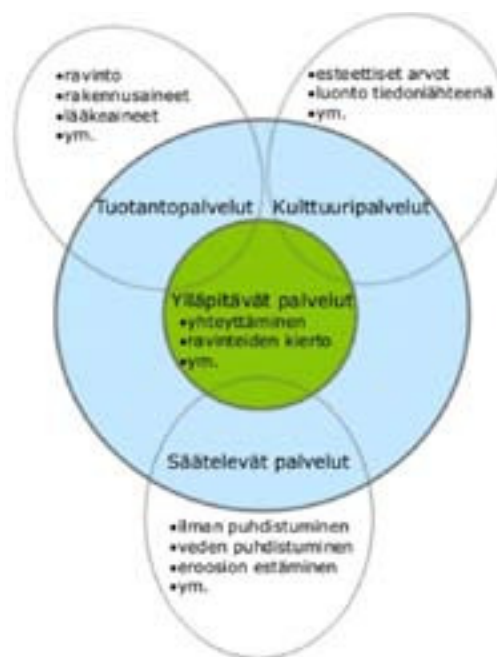 •ravinto
•rakennusaineet
•lääkeaineet
•ym.
•esteettiset arvot
•luonto tiedonlähteenä
•ym.
Tuotantopalvelut
Kulttuuripalvelut
Ylläpitävät palvelut
•yhteyttäminen
•ravinteiden kierto
•ym.
Säätelevät palvelut
•ilman puhdistuminen
•veden puhdistuminen
•eroosion estäminen
•ym.